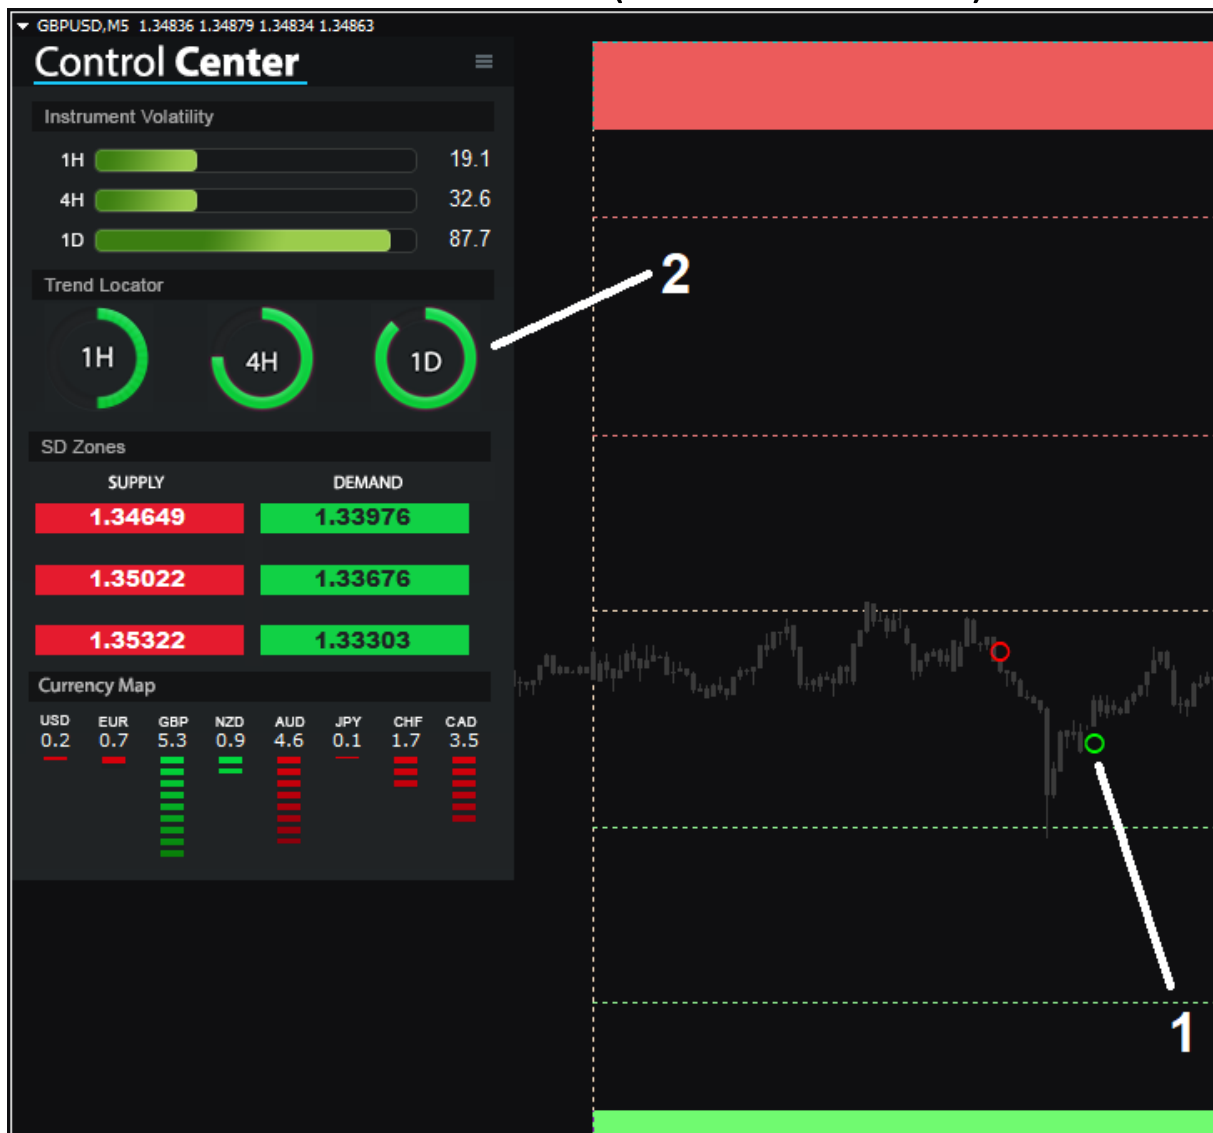 GBPUSD,M5 1.34836 1.34879 1.34834 1.34863
Control Center
Instrument Volatility
1H 19.1
4H 32.6
1D 87.7
Trend Locator
1H 4H 1D
2
SD Zones
SUPPLY DEMAND
1.34649 1.33976
1.35022 1.33676
1.35322 1.33303
Currency Map
USD EUR GBP NZD AUD JPY CHF CAD
0.2 0.7 5.3 0.9 4.6 0.1 1.7 3.5
1